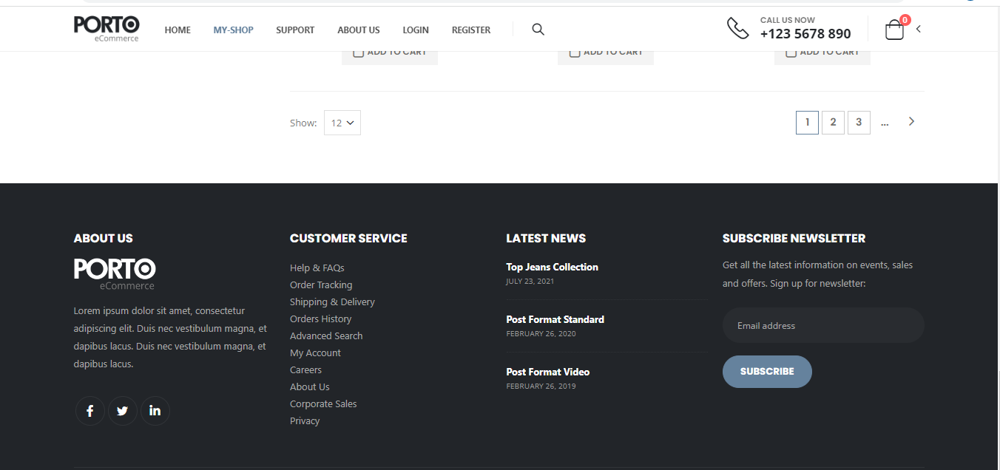 PORTO
eCommerce
HOME MY-SHOP SUPPORT ABOUT US LOGIN REGISTER
CALL US NOW
+123 5678 890
0
ADD TO CART ADD TO CART ADD TO CART
Show: 12
1 2 3 ...
ABOUT US
PORTO
eCommerce
Lorem ipsum dolor sit amet, consectetur
adipiscing elit. Duis nec vestibulum magna, et
dapibus lacus. Duis nec vestibulum magna, et
dapibus lacus.
CUSTOMER SERVICE
Help & FAQs
Order Tracking
Shipping & Delivery
Orders History
Advanced Search
My Account
Careers
About Us
Corporate Sales
Privacy
LATEST NEWS
Top Jeans Collection
JULY 23, 2021
Post Format Standard
FEBRUARY 26, 2020
Post Format Video
FEBRUARY 26, 2019
SUBSCRIBE NEWSLETTER
Get all the latest information on events, sales
and offers. Sign up for newsletter:
Email address
SUBSCRIBE